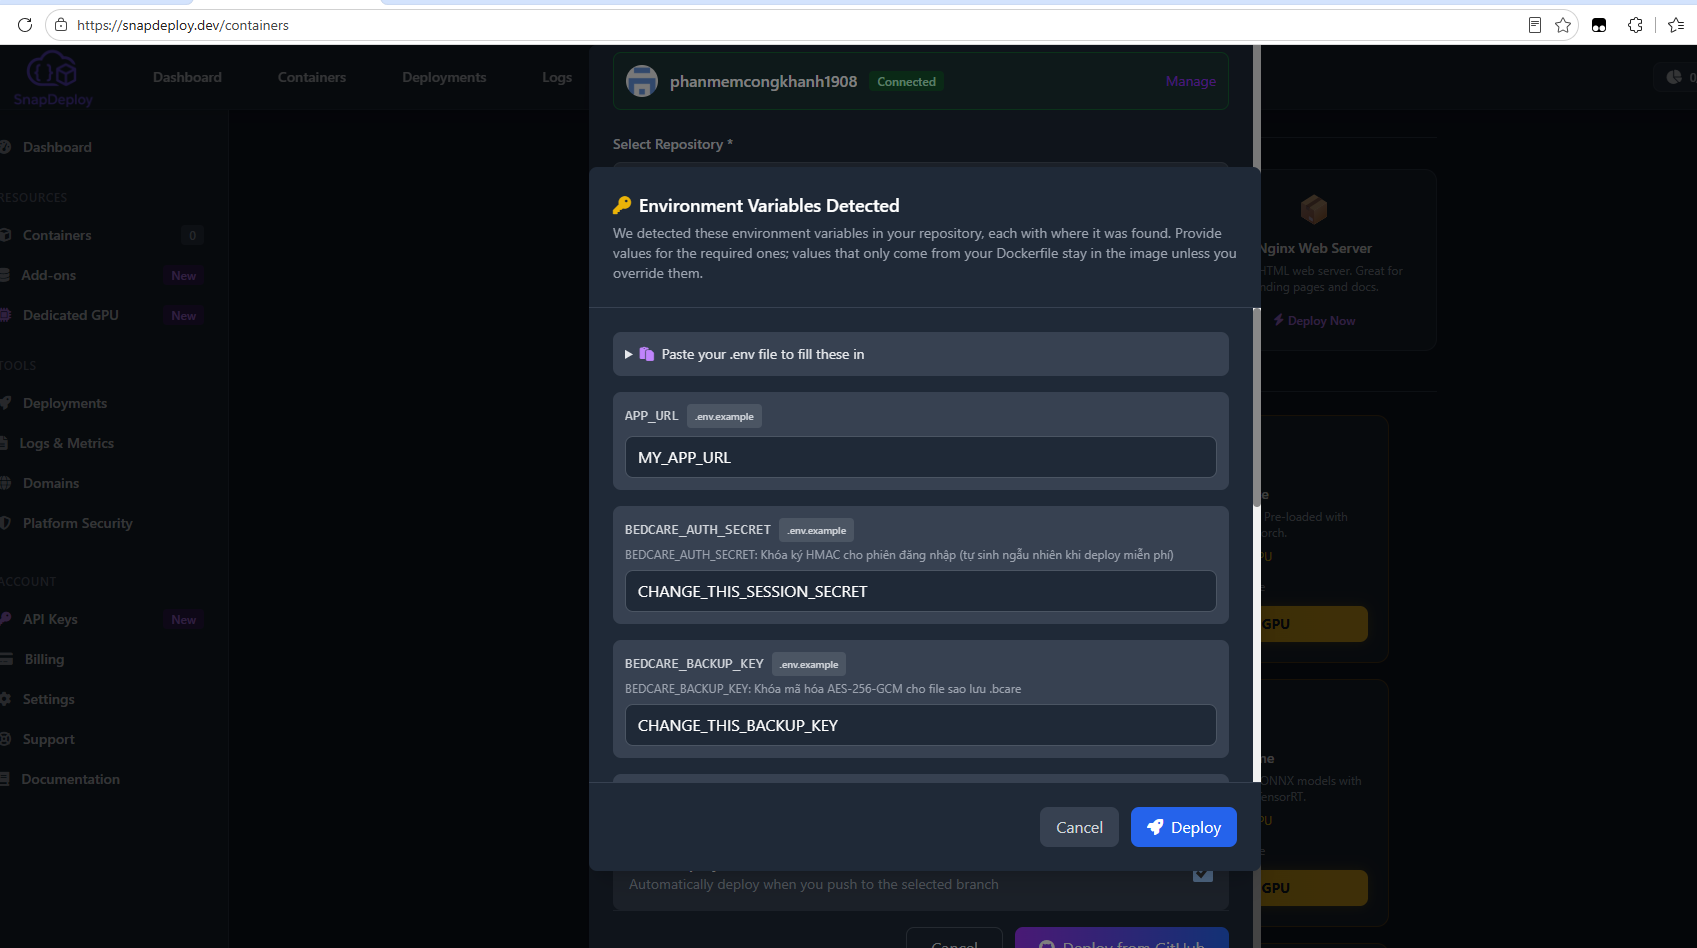 https://snapdeploy.dev/containers
SnapDeploy
Dashboard
Containers
Deployments
Logs
Dashboard
RESOURCES
Containers
0
Add-ons
New
Dedicated GPU
New
TOOLS
Deployments
Logs & Metrics
Domains
Platform Security
ACCOUNT
API Keys
New
Billing
Settings
Support
Documentation
phanmemcongkhanh1908
Connected
Manage
Select Repository *
Environment Variables Detected
We detected these environment variables in your repository, each with where it was found. Provide
values for the required ones; values that only come from your Dockerfile stay in the image unless you
override them.
Paste your .env file to fill these in
APP_URL
.env.example
MY_APP_URL
BEDCARE_AUTH_SECRET
.env.example
BEDCARE_AUTH_SECRET: Khóa ký HMAC cho phiên đăng nhập (tự sinh ngẫu nhiên khi deploy miễn phí)
CHANGE_THIS_SESSION_SECRET
BEDCARE_BACKUP_KEY
.env.example
BEDCARE_BACKUP_KEY: Khóa mã hóa AES-256-GCM cho file sao lưu .bcare
CHANGE_THIS_BACKUP_KEY
Cancel
Deploy
Automatically deploy when you push to the selected branch
Cancel
Deploy from GitHub
Nginx Web Server
HTML web server. Great for
pages and docs.
Deploy Now
Pre-loaded with
GPU
ONNX models with
GPU